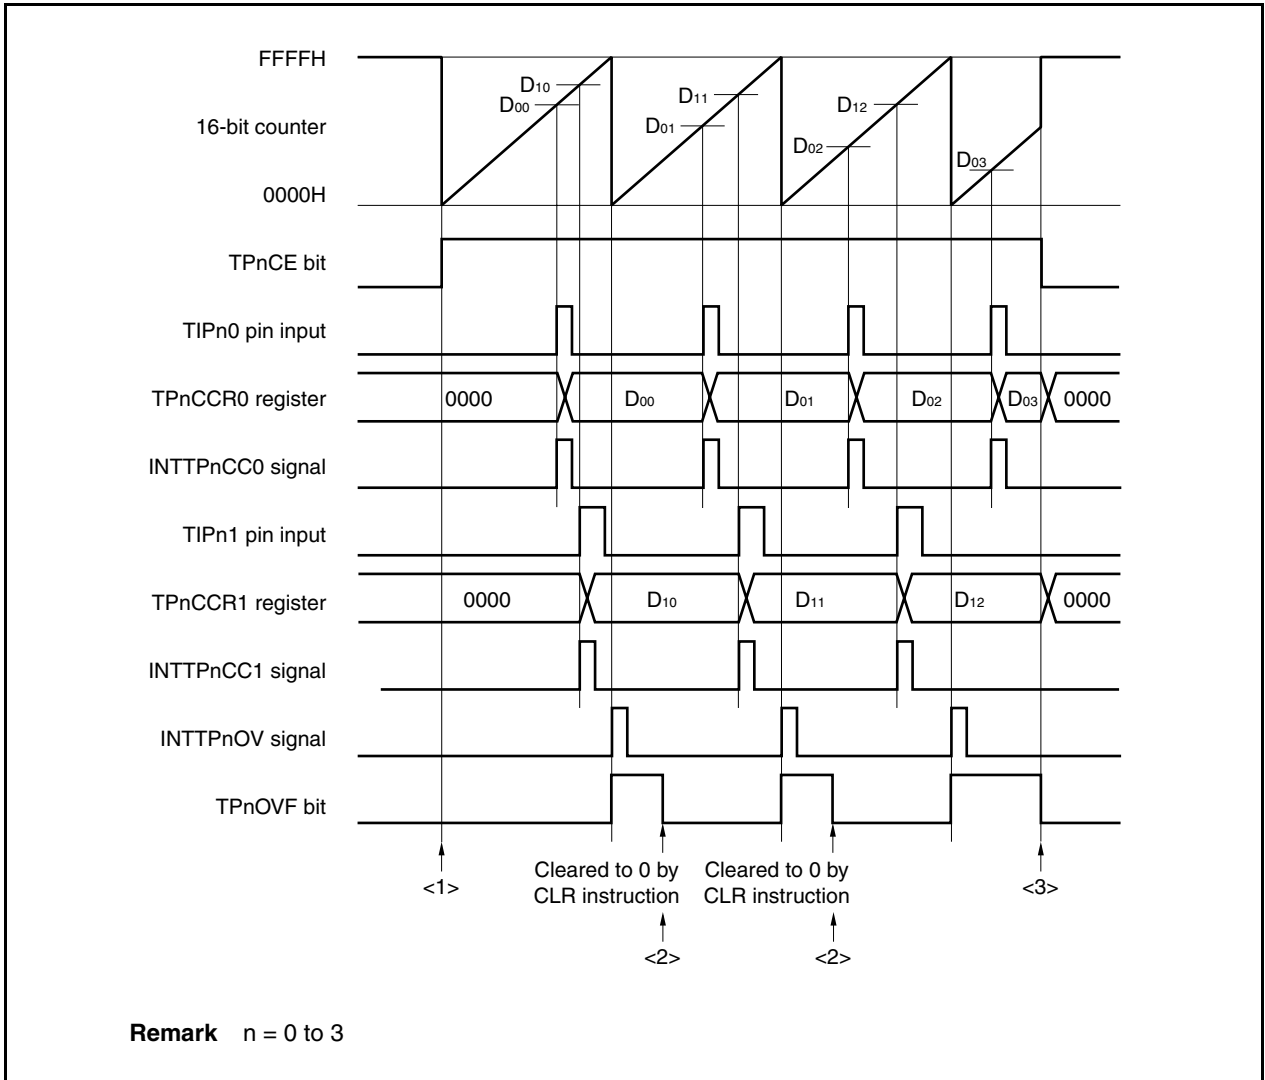 FFFFH
D10
D00
D11
D01
D12
D02
D03
16-bit counter
0000H
TPnCE bit
TIPn0 pin input
TPnCCR0 register
0000
D00
D01
D02
D03
0000
INTTPnCC0 signal
TIPn1 pin input
TPnCCR1 register
0000
D10
D11
D12
0000
INTTPnCC1 signal
INTTPnOV signal
TPnOVF bit
<1>
Cleared to 0 by
CLR instruction
<2>
Cleared to 0 by
CLR instruction
<2>
<3>
Remark n = 0 to 3